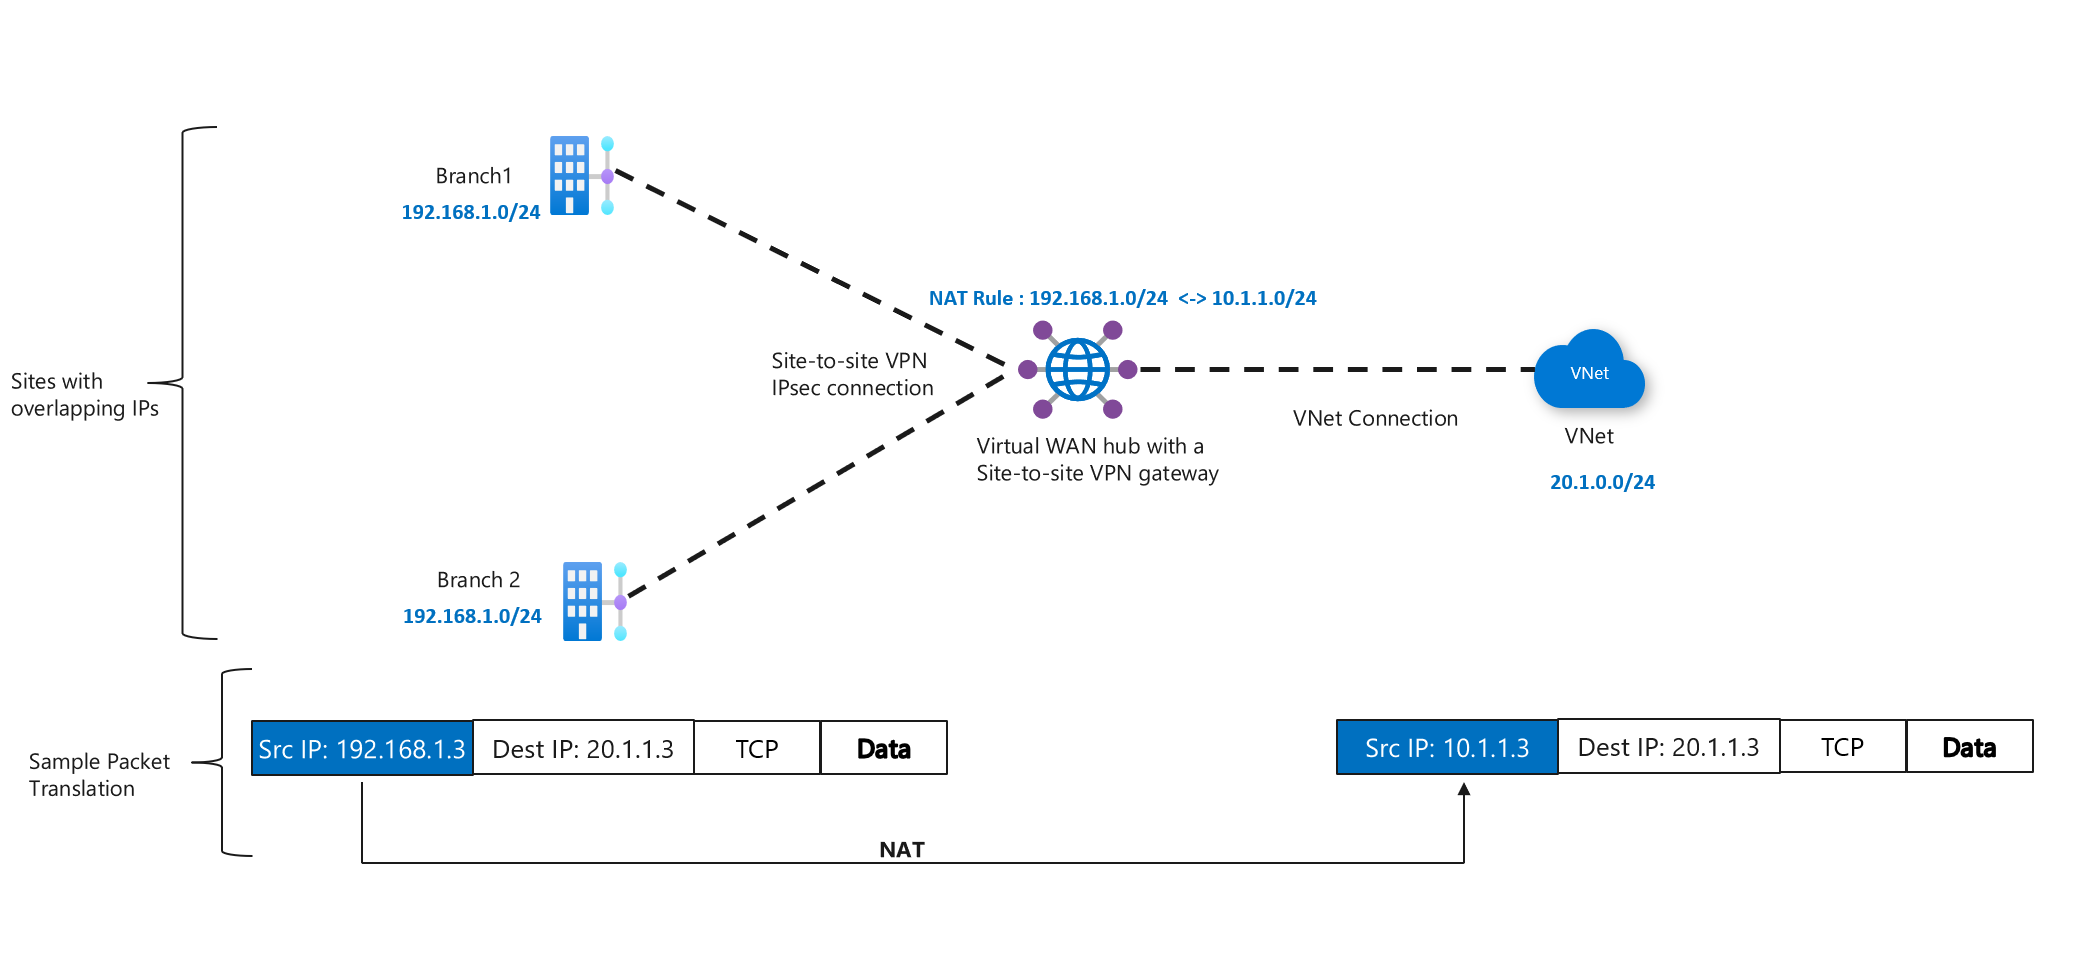 Branch1
192.168.1.0/24
NAT Rule : 192.168.1.0/24 <-> 10.1.1.0/24
Site-to-site VPN
IPsec connection
Sites with
overlapping IPs
VNet
VNet Connection
VNet
Virtual WAN hub with a
Site-to-site VPN gateway
20.1.0.0/24
Branch 2
192.168.1.0/24
Sample Packet
Translation
Src IP: 192.168.1.3 Dest IP: 20.1.1.3 TCP Data
Src IP: 10.1.1.3 Dest IP: 20.1.1.3 TCP Data
NAT